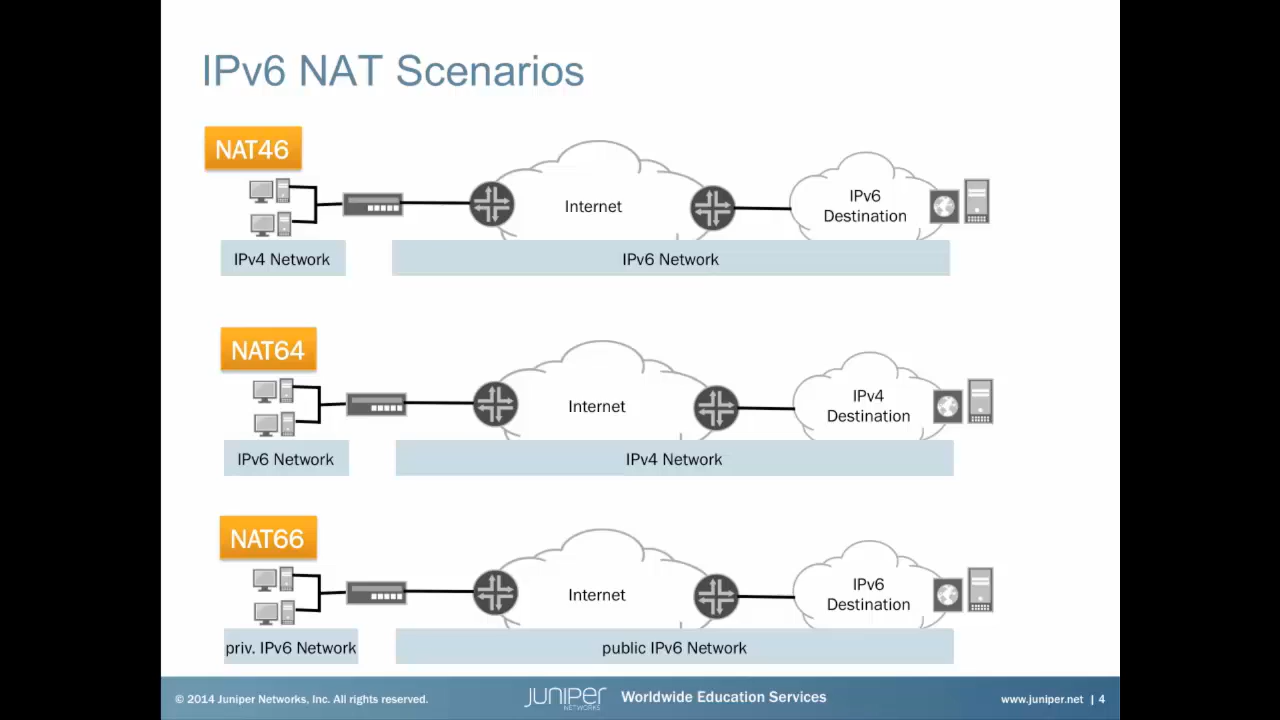 IPv6 NAT Scenarios
NAT46
Internet
IPv6
Destination
IPv4 Network
IPv6 Network
NAT64
Internet
IPv4
Destination
IPv6 Network
IPv4 Network
NAT66
Internet
IPv6
Destination
priv. IPv6 Network
public IPv6 Network
© 2014 Juniper Networks, Inc. All rights reserved.
JUNIPER
NETWORKS
Worldwide Education Services
www.juniper.net | 4